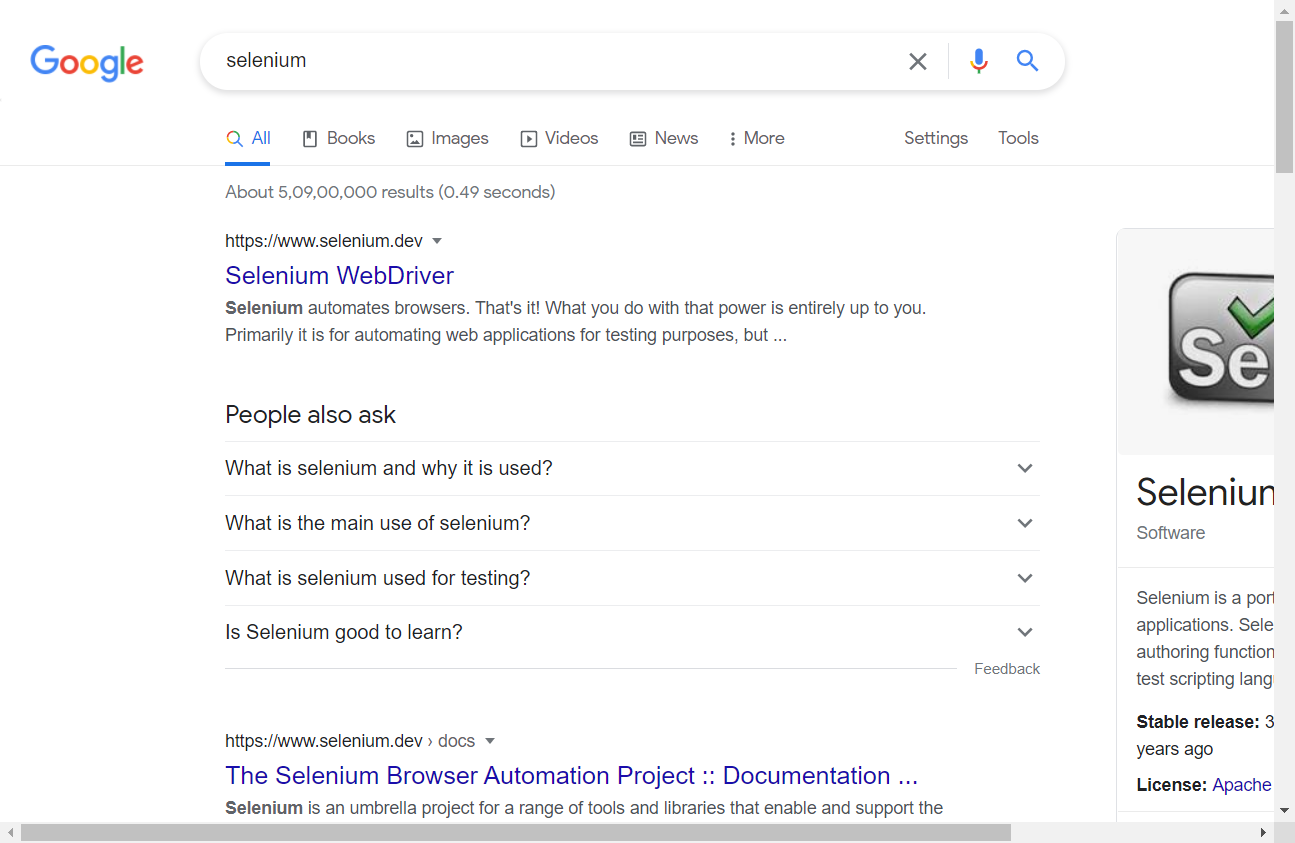 Google
selenium
All
Books
Images
Videos
News
More
Settings
Tools
About 5,09,00,000 results (0.49 seconds)
https://www.selenium.dev
Selenium WebDriver
Selenium automates browsers. That's it! What you do with that power is entirely up to you.
Primarily it is for automating web applications for testing purposes, but ...
People also ask
What is selenium and why it is used?
What is the main use of selenium?
What is selenium used for testing?
Is Selenium good to learn?
Feedback
https://www.selenium.dev › docs
The Selenium Browser Automation Project :: Documentation ...
Selenium is an umbrella project for a range of tools and libraries that enable and support the
Se
Selenium
Software
Selenium is a port
applications. Sele
authoring function
test scripting lang
Stable release: 3
years ago
License: Apache